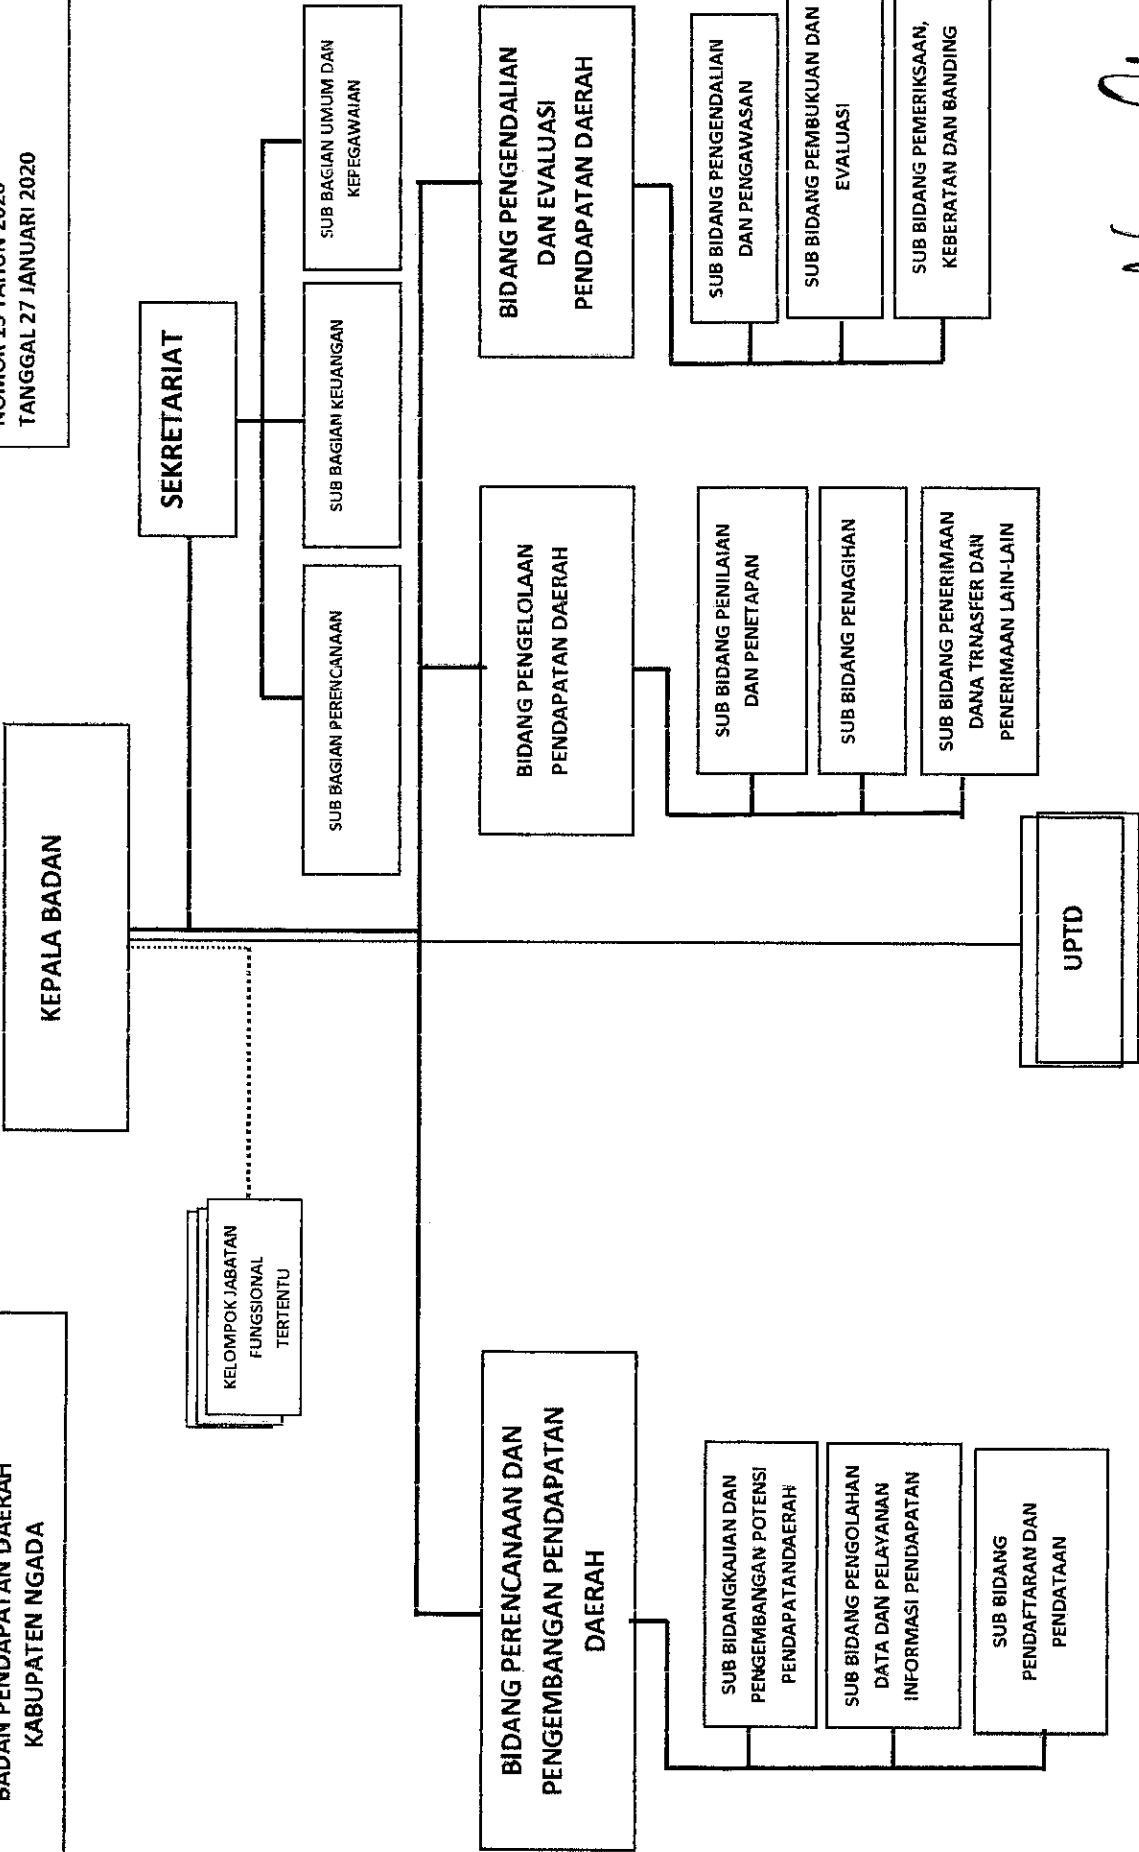 BADAN PENDAPATAN DAERAH
KABUPATEN NGADA
NOMOR 15 TAHUN 2020
TANGGAL 27 JANUARI 2020
KEPALA BADAN
SEKRETARIAT
KELOMPOK JABATAN
FUNGSIONAL
TERTENTU
SUB BAGIAN PERENCANAAN
SUB BAGIAN KEUANGAN
SUB BAGIAN UMUM DAN
KEPEGAWAIAN
BIDANG PERENCANAAN DAN
PENGEMBANGAN PENDAPATAN
DAERAH
BIDANG PENGELOLAAN
PENDAPATAN DAERAH
BIDANG PENGENDALIAN
DAN EVALUASI
PENDAPATAN DAERAH
SUB BIDANGKAJIAN DAN
PENGEMBANGAN POTENSI
PENDAPATANDAERAH
SUB BIDANG PENGOLAHAN
DATA DAN PELAYANAN
INFORMASI PENDAPATAN
SUB BIDANG
PENDAFTARAN DAN
PENDATAAN
SUB BIDANG PENILAIAN
DAN PENETAPAN
SUB BIDANG PENAGIHAN
SUB BIDANG PENERIMAAN
DANA TRNASFER DAN
PENERIMAAN LAIN-LAIN
SUB BIDANG PENGENDALIAN
DAN PENGAWASAN
SUB BIDANG PEMBUKUAN DAN
EVALUASI
SUB BIDANG PEMERIKSAAN,
KEBERATAN DAN BANDING
UPTD